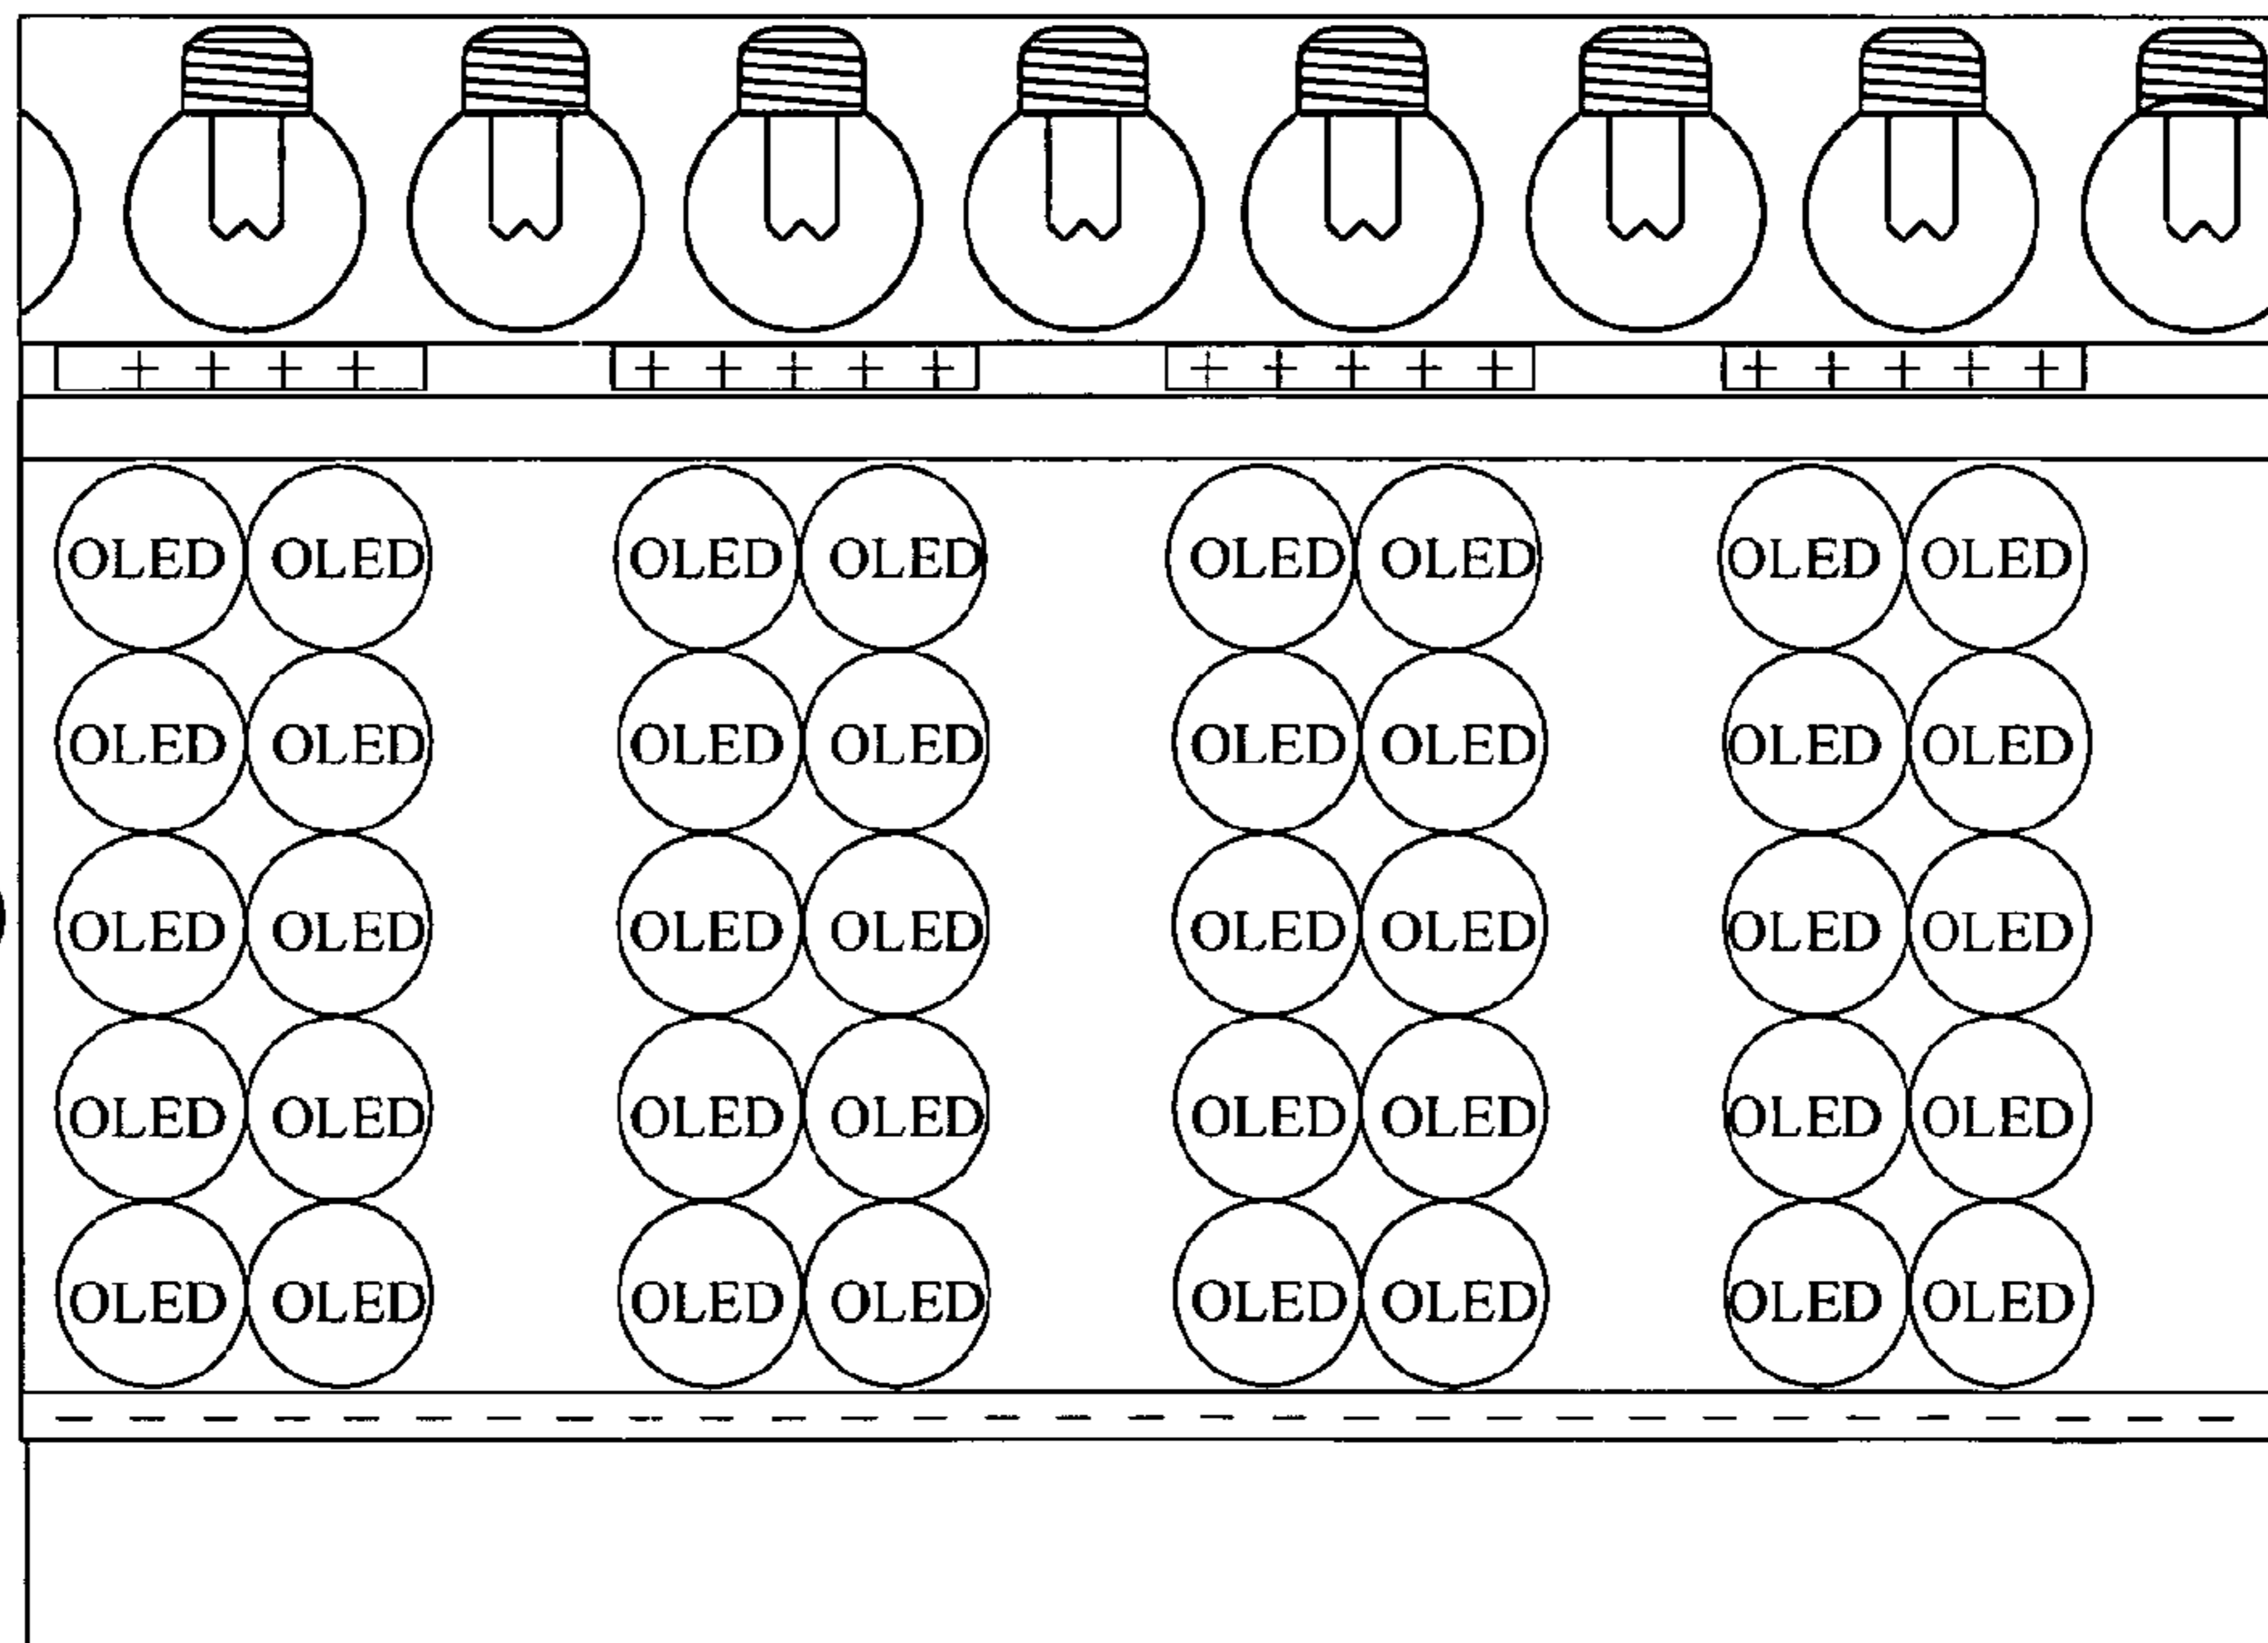 + + + + + + + + + + + + + + + + + + +
OLED OLED OLED OLED OLED OLED OLED OLED
OLED OLED OLED OLED OLED OLED OLED OLED
OLED OLED OLED OLED OLED OLED OLED OLED
OLED OLED OLED OLED OLED OLED OLED OLED
OLED OLED OLED OLED OLED OLED OLED OLED
— — — — — — — — — — — — — — — — — — — — — — — — — — — — — — —